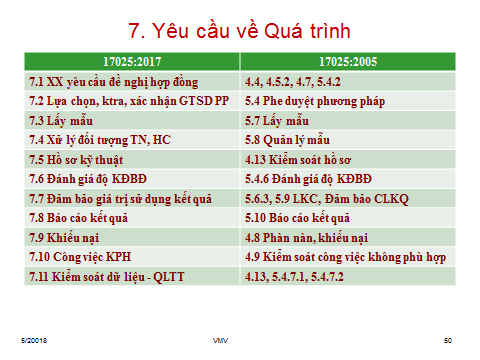 7. Yêu cầu về Quá trình
17025:2017 17025:2005
7.1 XX yêu cầu đề nghị hợp đồng 4.4, 4.5.2, 4.7, 5.4.2
7.2 Lựa chọn, ktra, xác nhận GTSD PP 5.4 Phe duyệt phương pháp
7.3 Lấy mẫu 5.7 Lấy mẫu
7.4 Xử lý đối tượng TN, HC 5.8 Quản lý mẫu
7.5 Hồ sơ kỹ thuật 4.13 Kiểm soát hồ sơ
7.6 Đánh giá độ KĐBĐ 5.4.6 Đánh giá độ KĐBĐ
7.7 Đảm bảo giá trị sử dụng kết quả 5.6.3, 5.9 LKC, Đảm bảo CLKQ
7.8 Báo cáo kết quả 5.10 Báo cáo kết quả
7.9 Khiếu nại 4.8 Phàn nàn, khiếu nại
7.10 Công việc KPH 4.9 Kiểm soát công việc không phù hợp
7.11 Kiểm soát dữ liệu - QLTT 4.13, 5.4.7.1, 5.4.7.2
5/20018 VMV 50